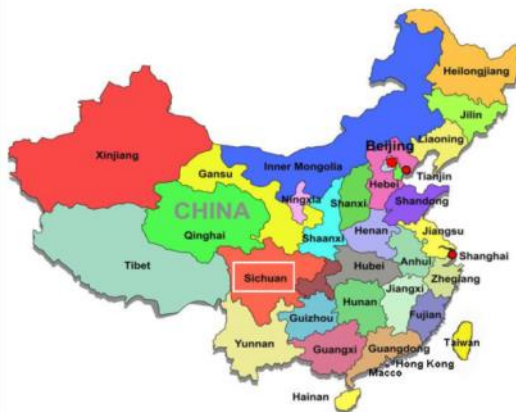 Heilongjiang
Jilin
Liaoning
Beijing
Xinjiang
Inner Mongolia
Tianjin
Gansu
Hebei
Ningxia
Shanxi
Shandong
CHINA
Qinghai
Shaanxi
Henan
Jiangsu
Shanghai
Tibet
Sichuan
Hubei
Anhui
Zhegiang
Jiangxi
Hunan
Guizhou
Fujian
Yunnan
Taiwan
Guangxi
Guangdong
Hong Kong
Macco
Hainan